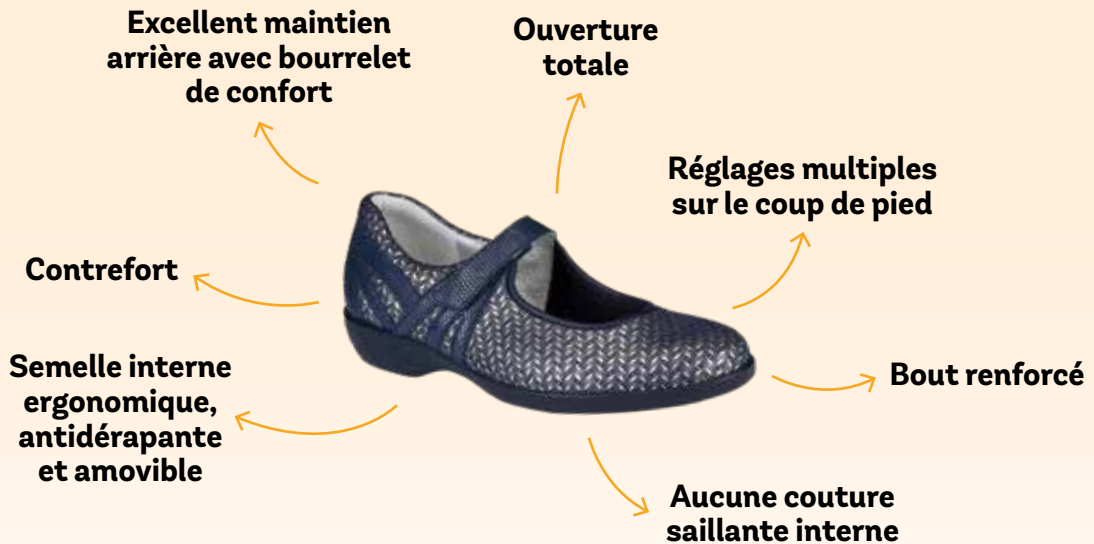 Excellent maintien
arrière avec bourrelet
de confort
Ouverture
totale
Réglages multiples
sur le coup de pied
Contrefort
Semelle interne
ergonomique,
antidérapante
et amovible
Bout renforcé
Aucune couture
saillante interne